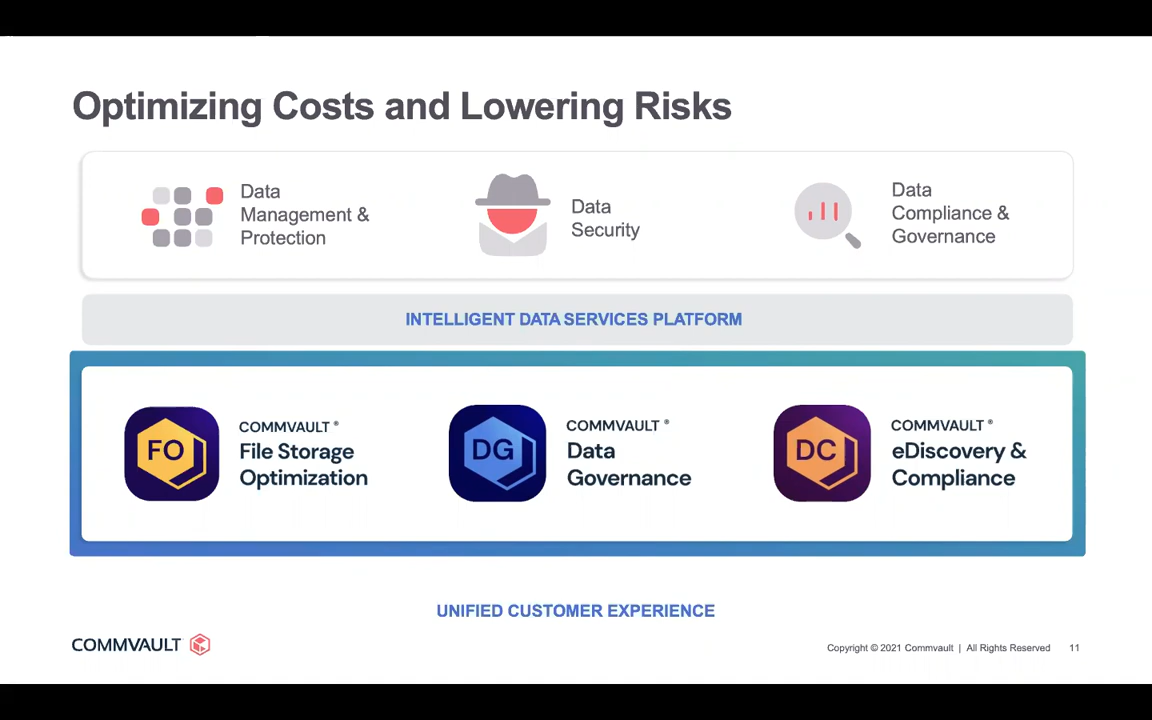 Optimizing Costs and Lowering Risks
Data
Management &
Protection
Data
Security
Data
Compliance &
Governance
INTELLIGENT DATA SERVICES PLATFORM
FO
COMMVAULT ®
File Storage
Optimization
DG
COMMVAULT ®
Data
Governance
DC
COMMVAULT ®
eDiscovery &
Compliance
UNIFIED CUSTOMER EXPERIENCE
COMMVAULT
Copyright © 2021 Commvault | All Rights Reserved 11